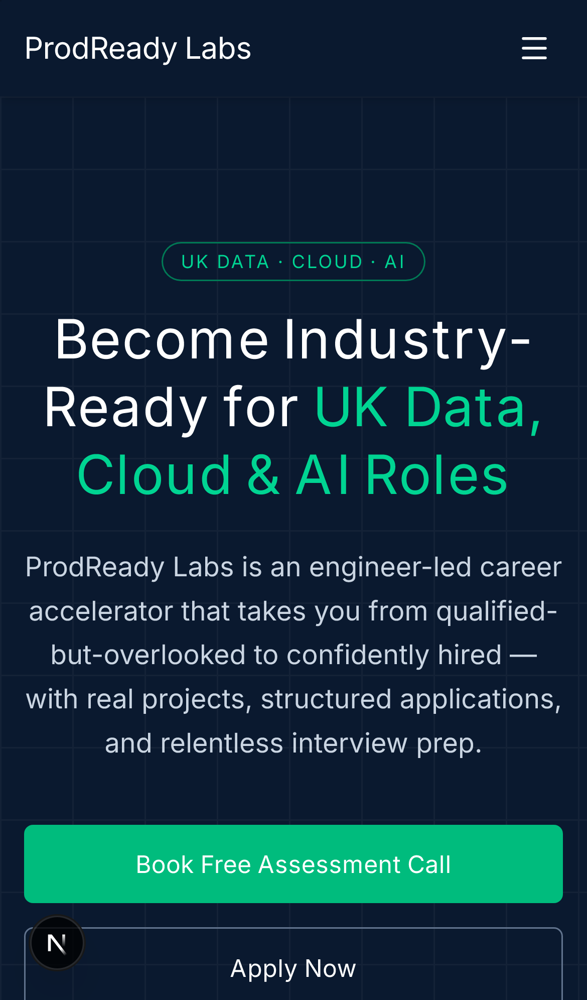 ProdReady Labs
UK DATA · CLOUD · AI
Become Industry-
Ready for UK Data,
Cloud & AI Roles
ProdReady Labs is an engineer-led career
accelerator that takes you from qualified-
but-overlooked to confidently hired —
with real projects, structured applications,
and relentless interview prep.
Book Free Assessment Call
N
Apply Now